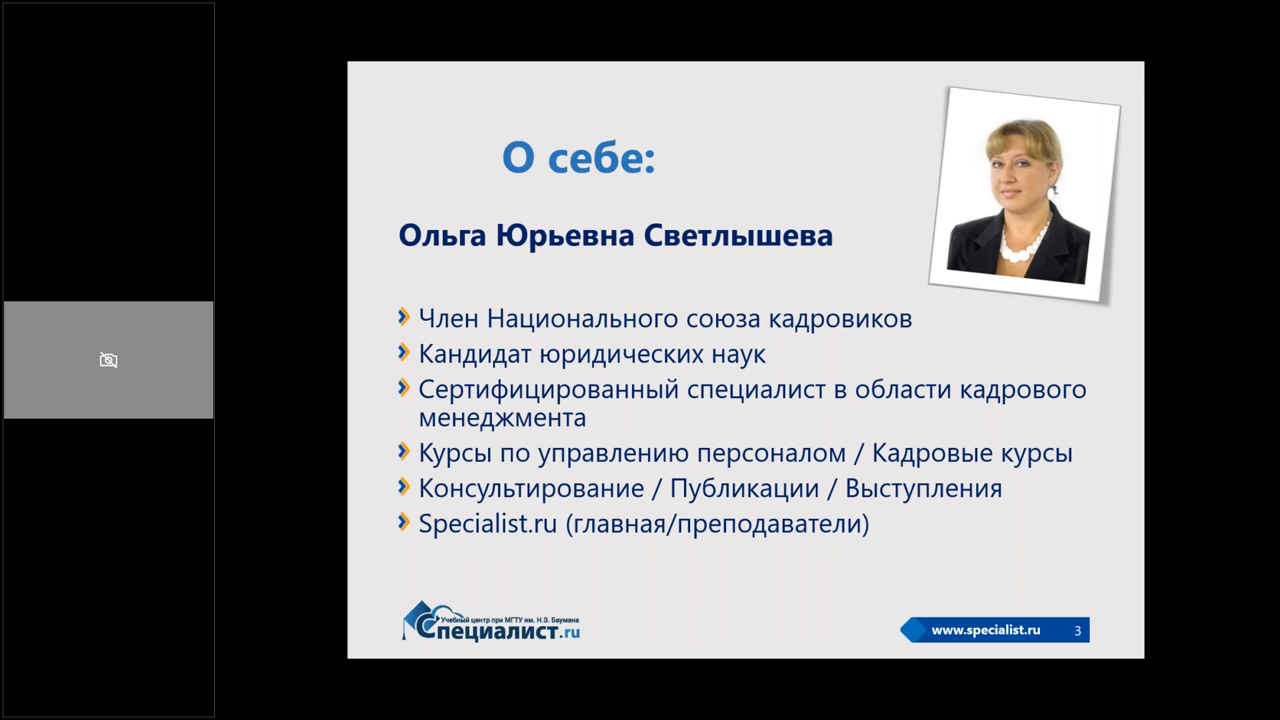 О себе:
Ольга Юрьевна Светлышева
Член Национального союза кадровиков
Кандидат юридических наук
Сертифицированный специалист в области кадрового
менеджмента
Курсы по управлению персоналом / Кадровые курсы
Консультирование / Публикации / Выступления
Specialist.ru (главная/преподаватели)
Учебный центр при МГТУ им. Н.Э. Баумана
Специалист.ru
www.specialist.ru 3